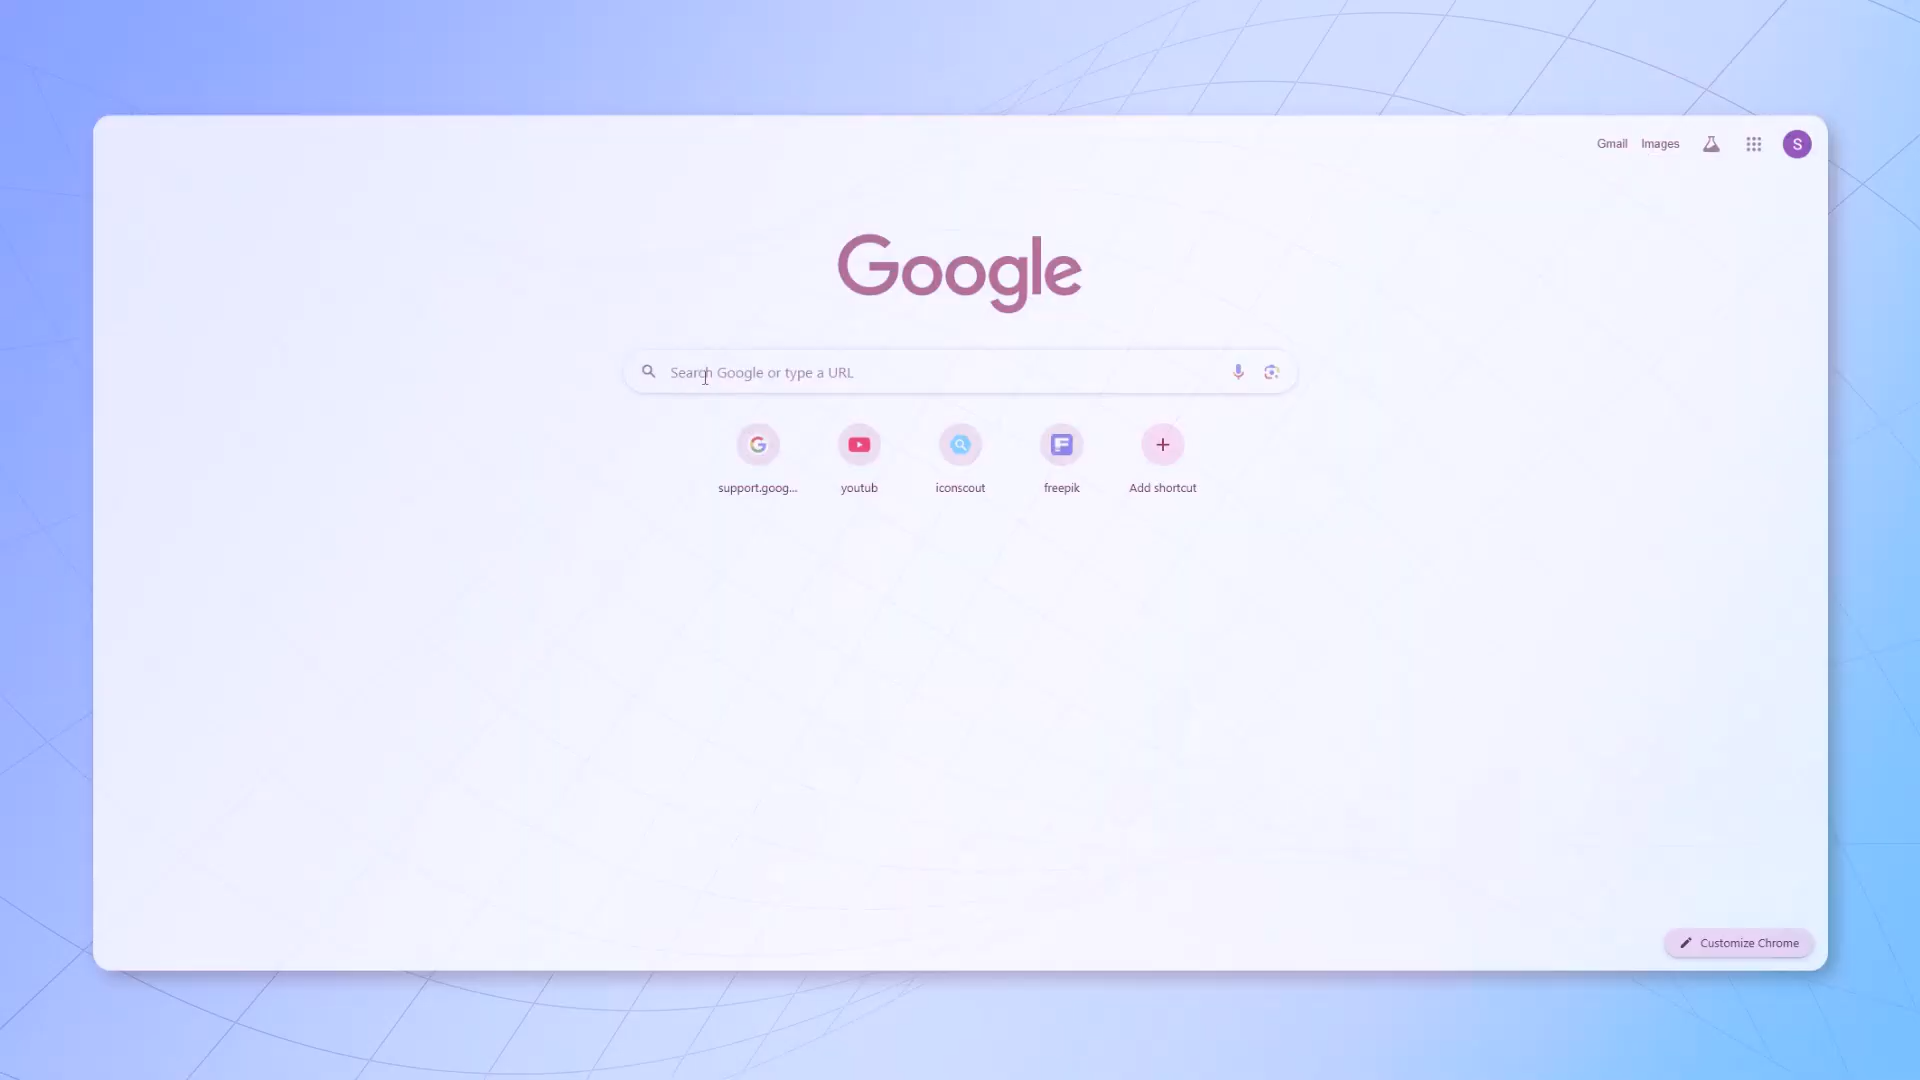 Gmail Images S
Google
Search Google or type a URL
support.goog... youtub iconscout freepik Add shortcut
Customize Chrome